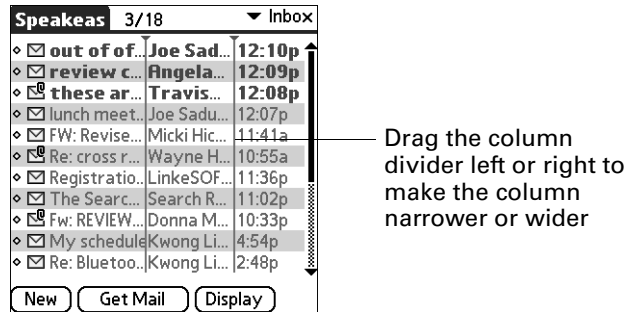 Speakeas 3/18 Inbox
out of of... Joe Sad... 12:10p
review c... Angela... 12:09p
these ar... Travis... 12:08p
lunch meet.. Joe Sadu... 12:07p
FW: Revise... Micki Hic... 11:41a
Re: cross r... Wayne H... 10:55a
Registratio.. LinkeSOF... 11:36p
The Searc... Search R... 11:02p
Fw: REVIEW... Donna M... 10:33p
My schedule Kwong Li... 4:54p
Re: Bluetoo.. Kwong Li... 2:48p
New Get Mail Display
Drag the column
divider left or right to
make the column
narrower or wider